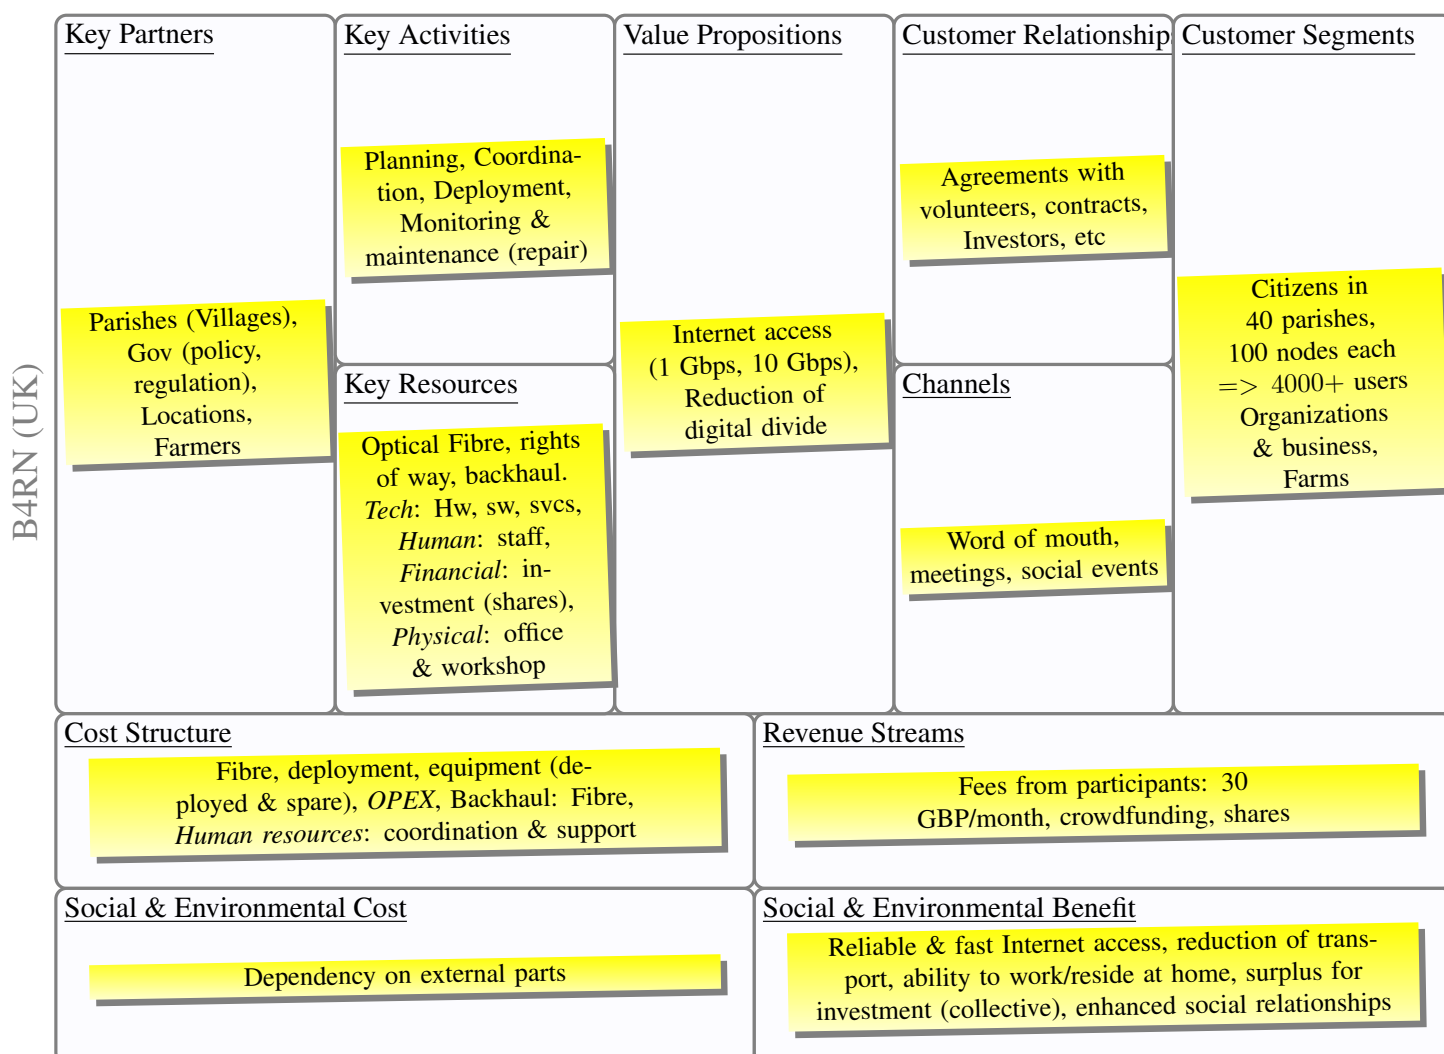 B4RN (UK)
Key Partners
Parishes (Villages),
Gov (policy,
regulation),
Locations,
Farmers
Key Activities
Planning, Coordina-
tion, Deployment,
Monitoring &
maintenance (repair)
Key Resources
Optical Fibre, rights
of way, backhaul.
Tech: Hw, sw, svcs,
Human: staff,
Financial: in-
vestment (shares),
Physical: office
& workshop
Value Propositions
Internet access
(1 Gbps, 10 Gbps),
Reduction of
digital divide
Customer Relationship
Agreements with
volunteers, contracts,
Investors, etc
Channels
Word of mouth,
meetings, social events
Customer Segments
Citizens in
40 parishes,
100 nodes each
=> 4000+ users
Organizations
& business,
Farms
Cost Structure
Fibre, deployment, equipment (de-
ployed & spare), OPEX, Backhaul: Fibre,
Human resources: coordination & support
Revenue Streams
Fees from participants: 30
GBP/month, crowdfunding, shares
Social & Environmental Cost
Dependency on external parts
Social & Environmental Benefit
Reliable & fast Internet access, reduction of trans-
port, ability to work/reside at home, surplus for
investment (collective), enhanced social relationships